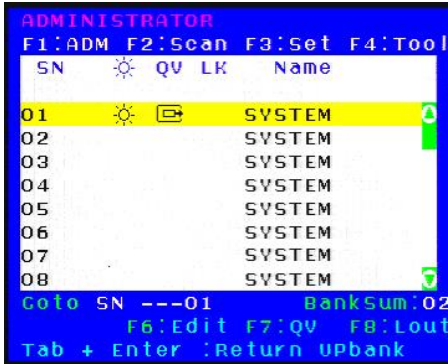 ADMINISTRATOR
F1:ADM F2:Scan F3:Set F4:Tool
SN QV LK Name
01 SYSTEM
02 SYSTEM
03 SYSTEM
04 SYSTEM
05 SYSTEM
06 SYSTEM
07 SYSTEM
08 SYSTEM
Goto SN ---01 BankSum:02
F6:Edit F7:QV F8:Lout
Tab + Enter :Return UPbank